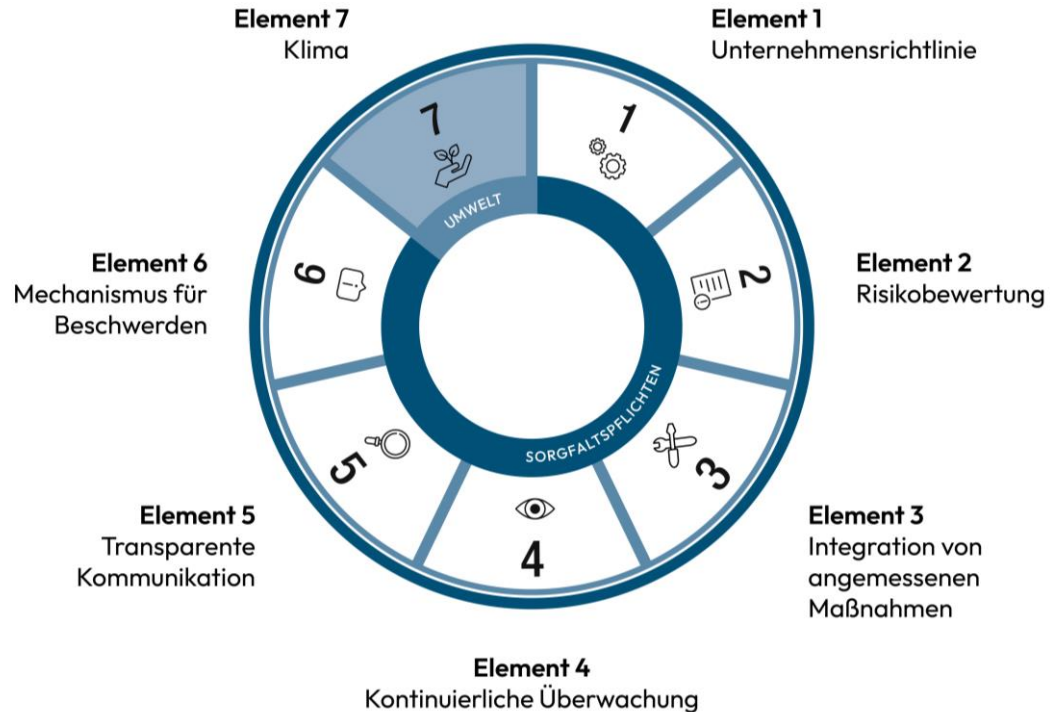 Element 7
Klima
Element 1
Unternehmensrichtlinie
7
1
UMWELT
Element 6
Mechanismus für
Beschwerden
6
2
Element 2
Risikobewertung
SORGFALTSPFLICHTEN
5
3
4
Element 5
Transparente
Kommunikation
Element 3
Integration von
angemessenen
Maßnahmen
Element 4
Kontinuierliche Überwachung